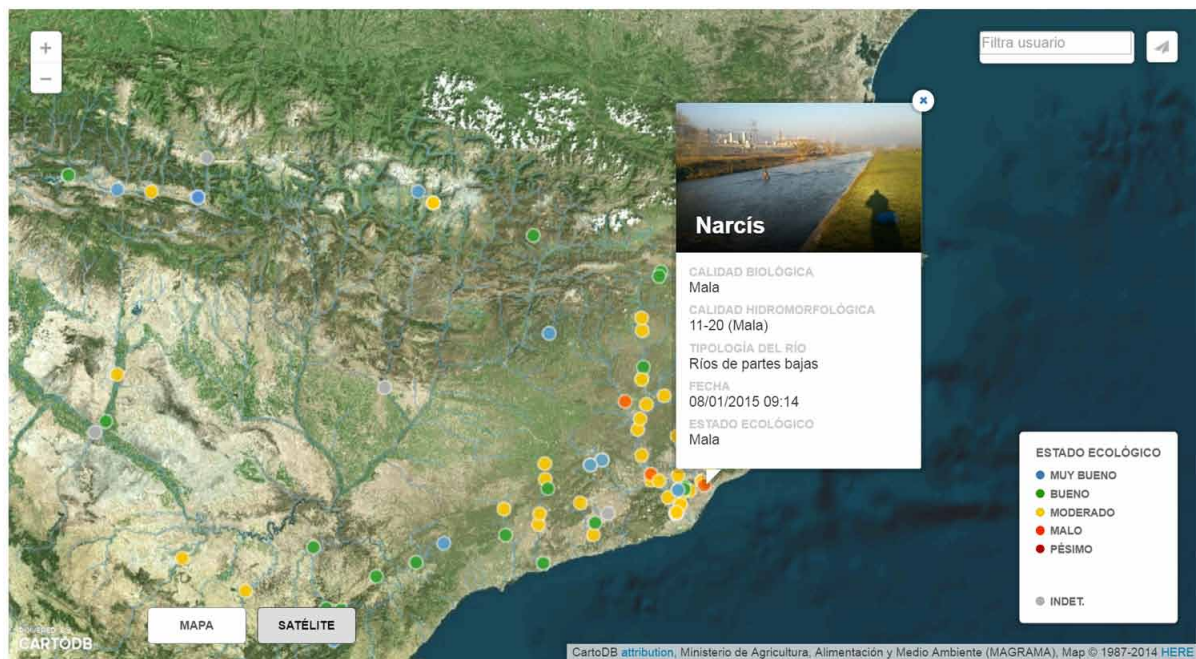 +
−
Filtra usuario
Narcís
CALIDAD BIOLÓGICA
Mala
CALIDAD HIDROMORFOLÓGICA
11-20 (Mala)
TIPOLOGÍA DEL RÍO
Ríos de partes bajas
FECHA
08/01/2015 09:14
ESTADO ECOLÓGICO
Mala
ESTADO ECOLÓGICO
MUY BUENO
BUENO
MODERADO
MALO
PÉSIMO
INDET.
MAPA
SATÉLITE
CARTODB
CartoDB attribution, Ministerio de Agricultura, Alimentación y Medio Ambiente (MAGRAMA), Map © 1987-2014 HERE